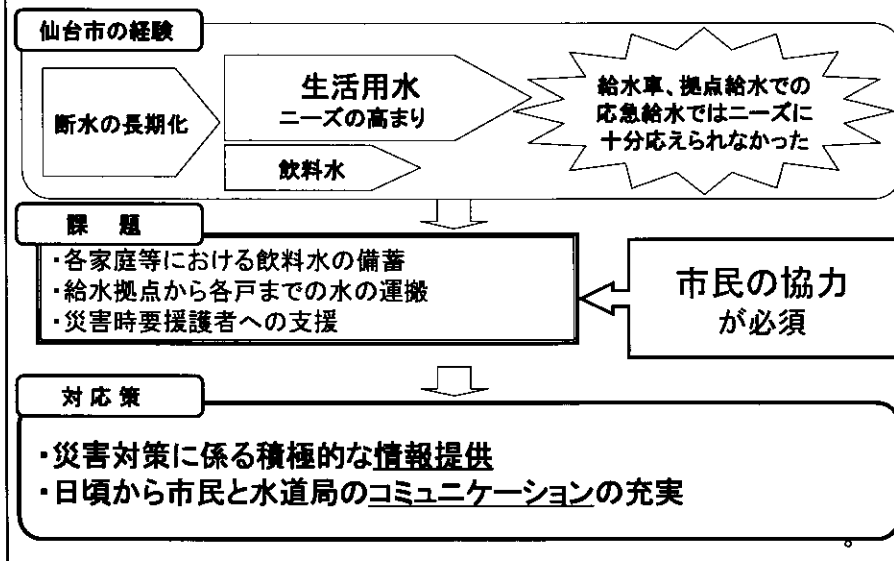 仙台市の経験
断水の長期化
生活用水
ニーズの高まり
飲料水
給水車、拠点給水での
応急給水ではニーズに
十分応えられなかった
課 題
・各家庭等における飲料水の備蓄
・給水拠点から各戸までの水の運搬
・災害時要援護者への支援
市民の協力
が必須
対応策
・災害対策に係る積極的な情報提供
・日頃から市民と水道局のコミュニケーションの充実